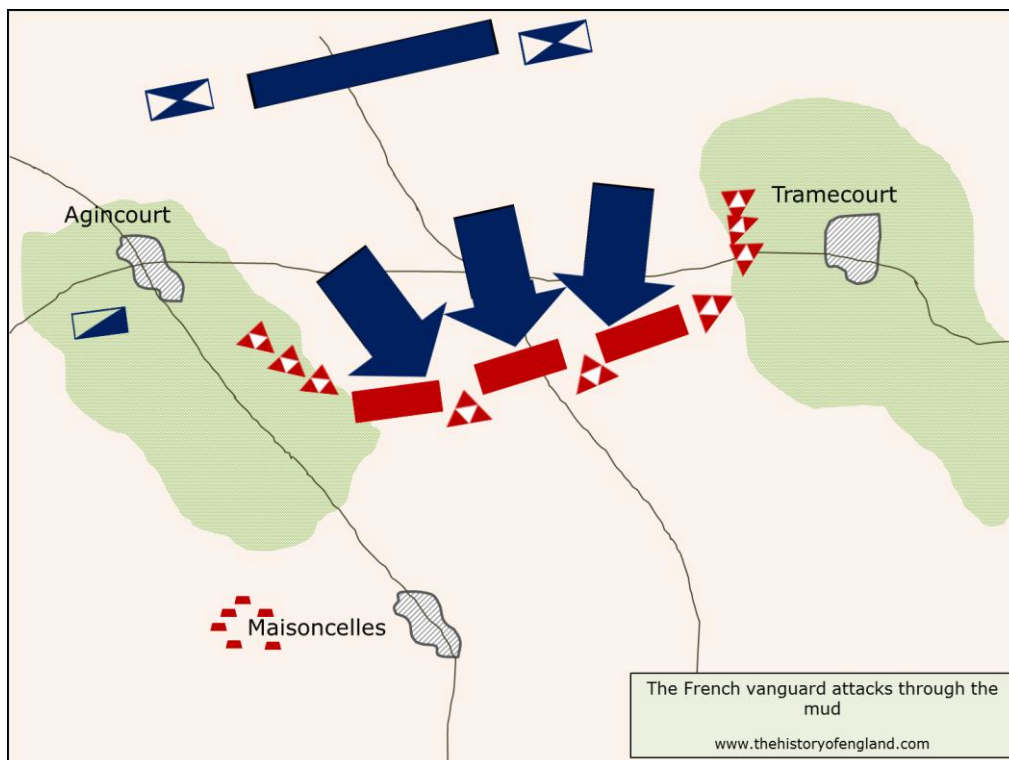 Tramecourt
Agincourt
Maisoncelles
The French vanguard attacks through the
mud
www.thehistoryofengland.com